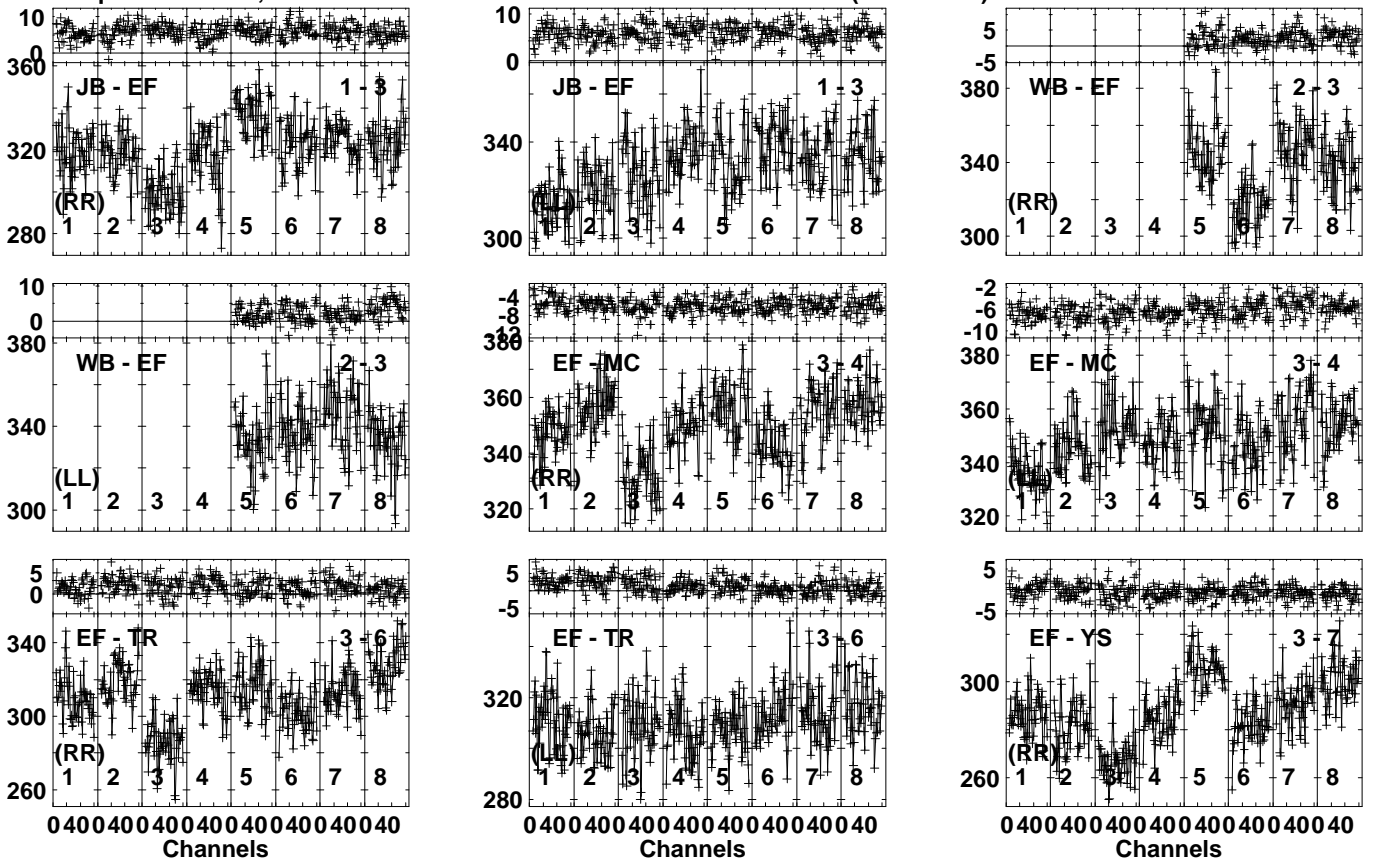 10 0 360 JB - EF 1 - 3 320 (RR) 280 1 2 3 4 5 6 7 8
10 0 JB - EF 1 - 3 340 (LL) 300 1 2 3 4 5 6 7 8
5 -5 380 WB - EF 2 - 3 340 (RR) 300 1 2 3 4 5 6 7 8
10 0 380 WB - EF 2 - 3 340 (LL) 300 1 2 3 4 5 6 7 8
-4 -8 -12 380 EF - MC 3 - 4 360 340 (RR) 320 1 2 3 4 5 6 7 8
-2 -6 -10 380 EF - MC 3 - 4 360 340 (LL) 320 1 2 3 4 5 6 7 8
5 0 340 EF - TR 3 - 6 300 (RR) 260 1 2 3 4 5 6 7 8
5 -5 EF - TR 3 - 6 320 (LL) 280 1 2 3 4 5 6 7 8
5 -5 EF - YS 3 - 7 300 (RR) 260 1 2 3 4 5 6 7 8
0 40 0 40 0 40 0 40 0 40 0 40 0 40 0 40
0 40 0 40 0 40 0 40 0 40 0 40 0 40 0 40
0 40 0 40 0 40 0 40 0 40 0 40 0 40 0 40
Channels
Channels
Channels